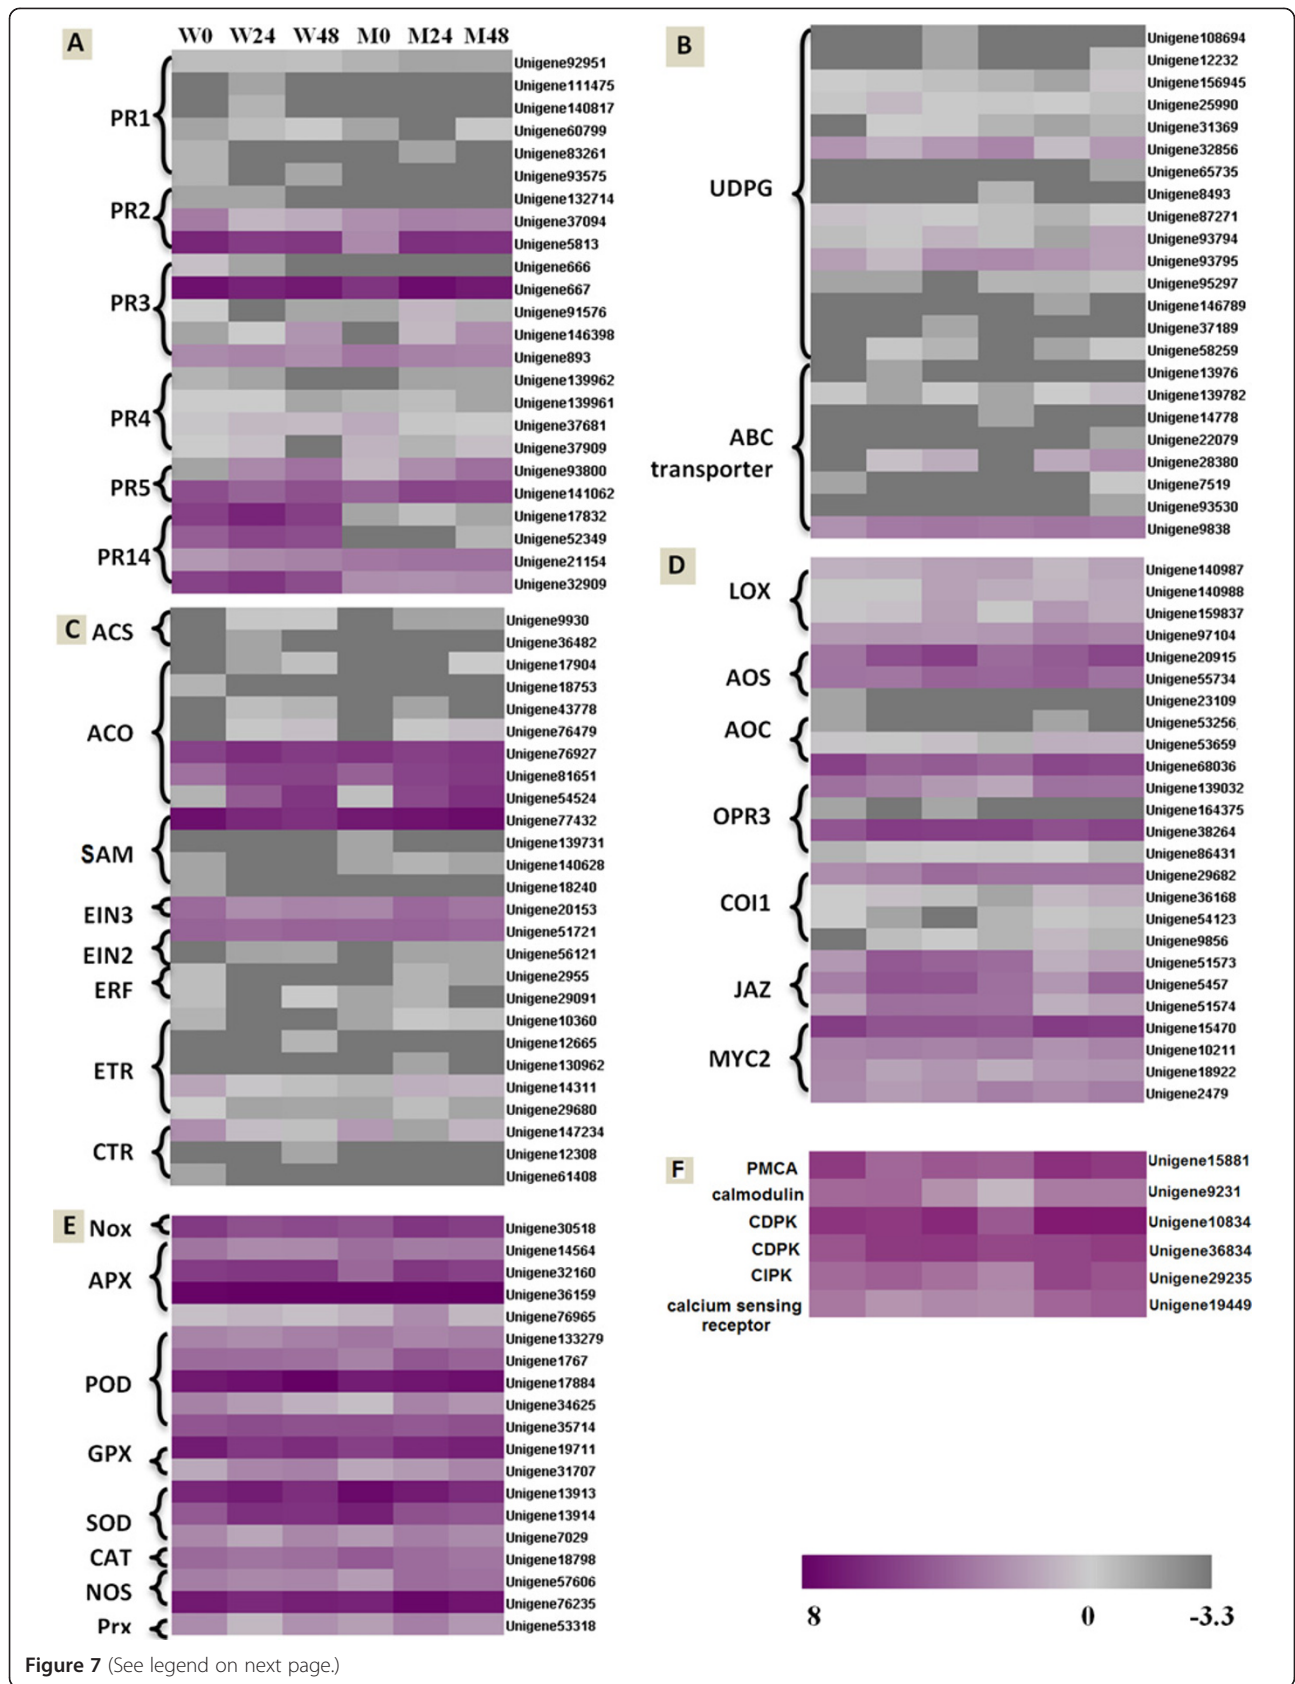 A
W0 W24 W48 M0 M24 M48
PR1
PR2
PR3
PR4
PR5
PR14
Unigene92951
Unigene111475
Unigene140817
Unigene60799
Unigene83261
Unigene93575
Unigene132714
Unigene37094
Unigene5813
Unigene666
Unigene667
Unigene91576
Unigene146398
Unigene893
Unigene139962
Unigene139961
Unigene37681
Unigene37909
Unigene93800
Unigene141062
Unigene17832
Unigene52349
Unigene21154
Unigene32909
B
UDPG
ABC
transporter
Unigene108694
Unigene12232
Unigene156945
Unigene25990
Unigene31369
Unigene32856
Unigene65735
Unigene8493
Unigene87271
Unigene93794
Unigene93795
Unigene95297
Unigene146789
Unigene37189
Unigene58259
Unigene13976
Unigene139782
Unigene14778
Unigene22079
Unigene28380
Unigene7519
Unigene93530
Unigene9838
C
ACS
ACO
SAM
EIN3
EIN2
ERF
ETR
CTR
Unigene9930
Unigene36482
Unigene17904
Unigene18753
Unigene43778
Unigene76479
Unigene76927
Unigene81651
Unigene54524
Unigene77432
Unigene139731
Unigene140628
Unigene18240
Unigene20153
Unigene51721
Unigene56121
Unigene2955
Unigene29091
Unigene10360
Unigene12665
Unigene130962
Unigene14311
Unigene29680
Unigene147234
Unigene12308
Unigene61408
D
LOX
AOS
AOC
OPR3
COI1
JAZ
MYC2
Unigene140987
Unigene140988
Unigene159837
Unigene97104
Unigene20915
Unigene55734
Unigene23109
Unigene53256
Unigene53659
Unigene68036
Unigene139032
Unigene164375
Unigene38264
Unigene86431
Unigene29682
Unigene36168
Unigene54123
Unigene9856
Unigene51573
Unigene5457
Unigene51574
Unigene15470
Unigene10211
Unigene18922
Unigene2479
E
Nox
APX
POD
GPX
SOD
CAT
NOS
Prx
Unigene30518
Unigene14564
Unigene32160
Unigene36159
Unigene76965
Unigene133279
Unigene1767
Unigene17884
Unigene34625
Unigene35714
Unigene19711
Unigene31707
Unigene13913
Unigene13914
Unigene7029
Unigene18798
Unigene57606
Unigene76235
Unigene53318
F
PMCA
calmodulin
CDPK
CDPK
CIPK
calcium sensing
receptor
Unigene15881
Unigene9231
Unigene10834
Unigene36834
Unigene29235
Unigene19449
8 0 -3.3
Figure 7 (See legend on next page.)